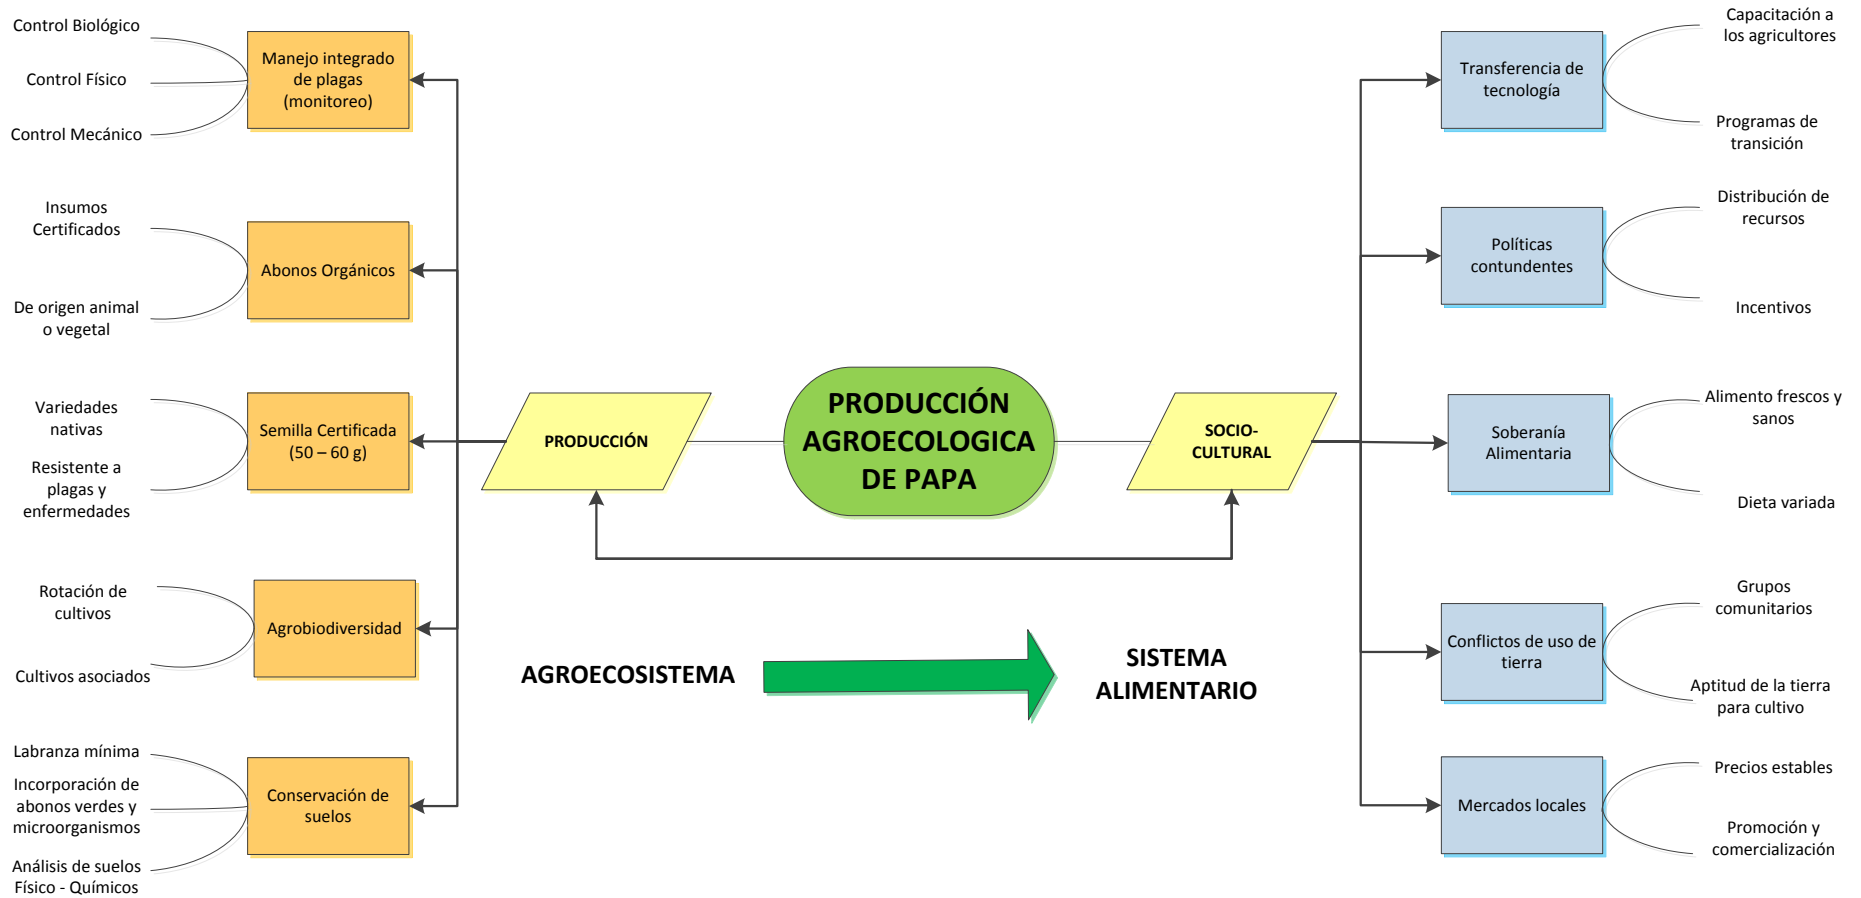 Control Biológico
Control Físico
Control Mecánico
Manejo integrado
de plagas
(monitoreo)
Insumos
Certificados
De origen animal
o vegetal
Abonos Orgánicos
Variedades
nativas
Resistente a
plagas y
enfermedades
Semilla Certificada
(50 – 60 g)
Rotación de
cultivos
Cultivos asociados
Agrobiodiversidad
Labranza mínima
Incorporación de
abonos verdes y
microorganismos
Análisis de suelos
Físico - Químicos
Conservación de
suelos
PRODUCCIÓN
PRODUCCIÓN
AGROECOLOGICA
DE PAPA
SOCIO-
CULTURAL
AGROECOSISTEMA
SISTEMA
ALIMENTARIO
Transferencia de
tecnología
Capacitación a
los agricultores
Programas de
transición
Políticas
contundentes
Distribución de
recursos
Incentivos
Soberanía
Alimentaria
Alimento frescos y
sanos
Dieta variada
Conflictos de uso de
tierra
Grupos
comunitarios
Aptitud de la tierra
para cultivo
Mercados locales
Precios estables
Promoción y
comercialización